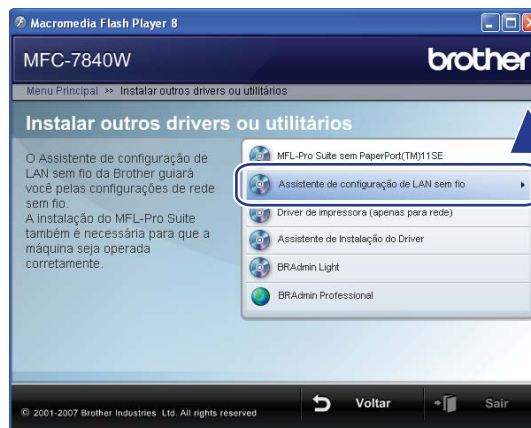 Macromedia Flash Player 8
MFC-7840W
brother
Menu Principal >> Instalar outros drivers ou utilitários
Instalar outros drivers ou utilitários
O Assistente de configuração de
LAN sem fio da Brother guiará
você pelas configurações de rede
sem fio.
A instalação do MFL-Pro Suite
também é necessária para que a
máquina seja operada
corretamente.
MFL-Pro Suite sem PaperPort(TM)11SE
Assistente de configuração de LAN sem fio
Driver de impressora (apenas para rede)
Assistente de Instalação do Driver
BRAdmin Light
BRAdmin Professional
© 2001-2007 Brother Industries Ltd. All rights reserved
Voltar
Sair